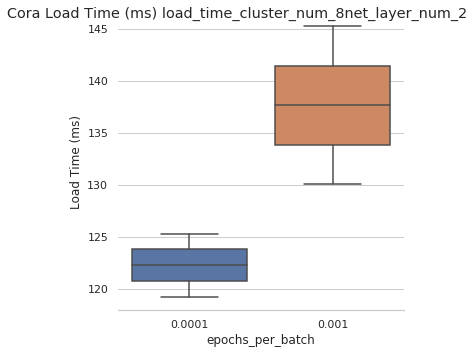 Cora Load Time (ms) load_time_cluster_num_8net_layer_num_2
145
140
135
130
125
120
Load Time (ms)
0.0001 0.001
epochs_per_batch